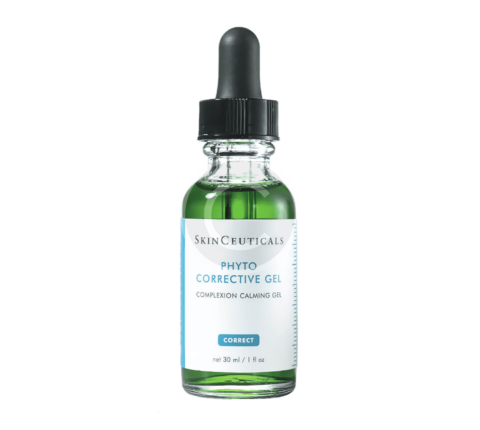 SKINCEUTICALS
PHYTO
CORRECTIVE GEL
COMPLEXION CALMING GEL
CORRECT
net 30 ml / 1 fl oz